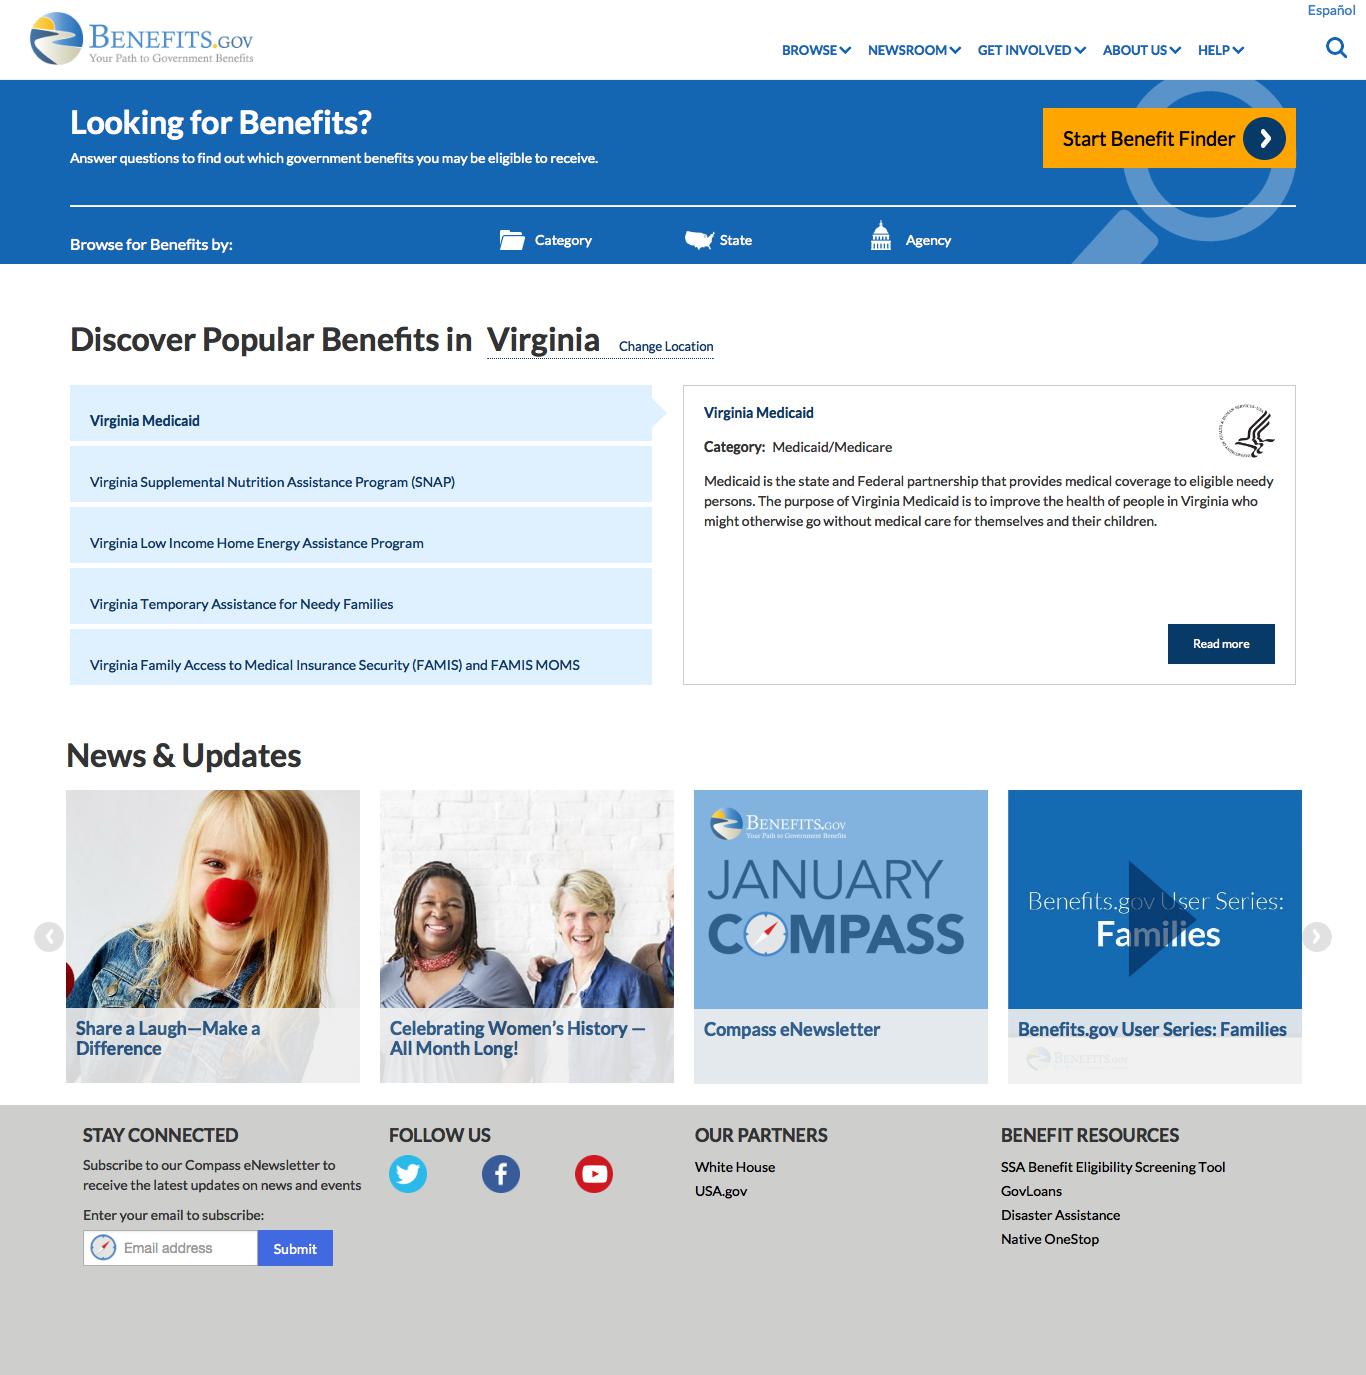 Español
BENEFITS.GOV
Your Path to Government Benefits
BROWSE
NEWSROOM
GET INVOLVED
ABOUT US
HELP
Looking for Benefits?
Answer questions to find out which government benefits you may be eligible to receive.
Start Benefit Finder
Browse for Benefits by:
Category
State
Agency
Discover Popular Benefits in Virginia Change Location
Virginia Medicaid
Virginia Supplemental Nutrition Assistance Program (SNAP)
Virginia Low Income Home Energy Assistance Program
Virginia Temporary Assistance for Needy Families
Virginia Family Access to Medical Insurance Security (FAMIS) and FAMIS MOMS
Virginia Medicaid
Category: Medicaid/Medicare
Medicaid is the state and Federal partnership that provides medical coverage to eligible needy
persons. The purpose of Virginia Medicaid is to improve the health of people in Virginia who
might otherwise go without medical care for themselves and their children.
Read more
News & Updates
Share a Laugh—Make a
Difference
Celebrating Women's History —
All Month Long!
BENEFITS.GOV
Your Path to Government Benefits
JANUARY
COMPASS
Compass eNewsletter
Benefits.gov User Series:
Families
Benefits.gov User Series: Families
BENEFITS.GOV
STAY CONNECTED
Subscribe to our Compass eNewsletter to
receive the latest updates on news and events
Enter your email to subscribe:
Email address
Submit
FOLLOW US
OUR PARTNERS
White House
USA.gov
BENEFIT RESOURCES
SSA Benefit Eligibility Screening Tool
GovLoans
Disaster Assistance
Native OneStop